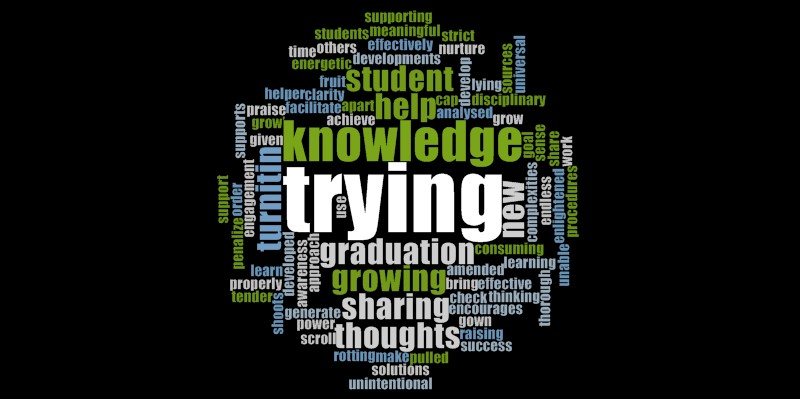 supporting
students meaningful strict
time others effectively nurture
energetic developments
fruit student develop lying sources universal
helper clarity help cap disciplinary
supports praise facilitate apart analysed
grow achieve grow
given knowledge goal sense share work
turnitin trying
support order engagement use new complexities endless enlightened procedures
penalize developed graduation consuming
awareness approach
learn growing amended learning unable
properly bring effective
tender shoots sharing check thinking thorough
generate encourages
power thoughts gown
scroll raising
success
rotting make pulled
solutions
unintentional